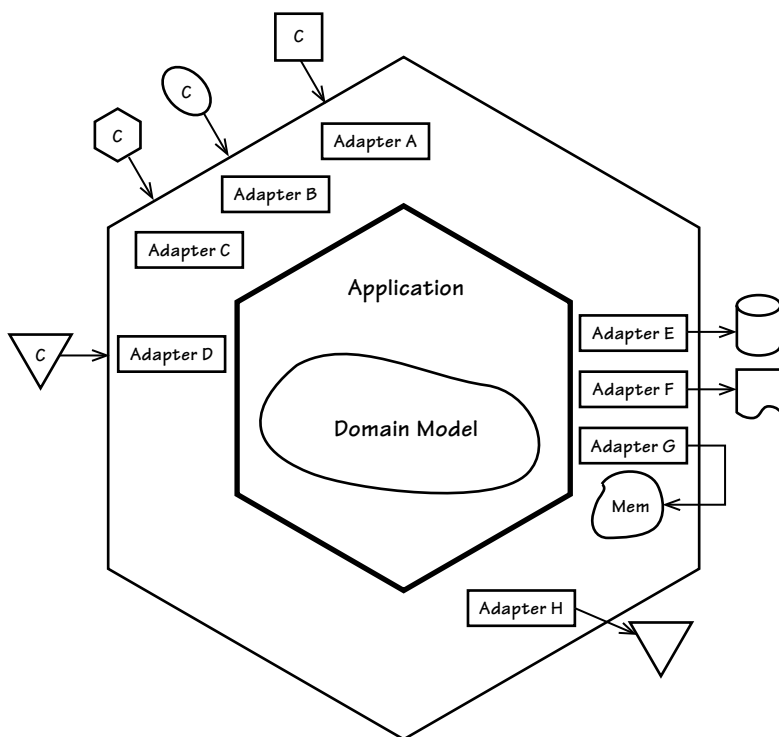 C
C
C
C
Adapter A
Adapter B
Adapter C
Adapter D
Application
Domain Model
Adapter E
Adapter F
Adapter G
Mem
Adapter H